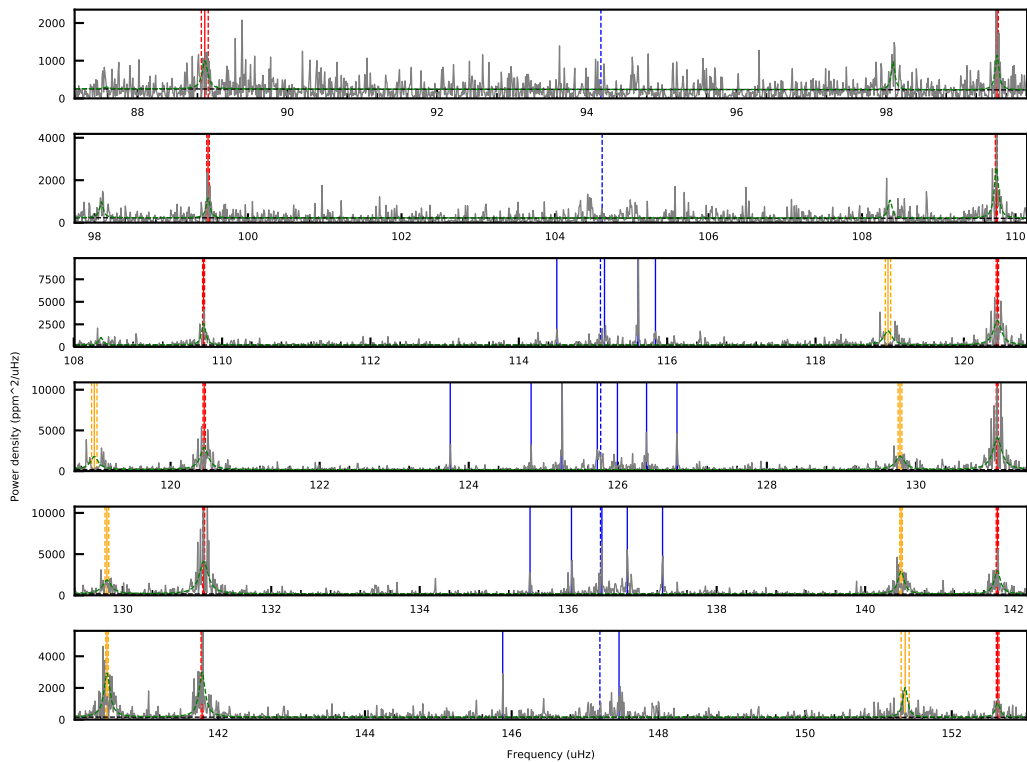 2000
1000
0
88 90 92 94 96 98
4000
2000
0
98 100 102 104 106 108 110
7500
5000
2500
0
108 110 112 114 116 118 120
Power density (ppm^2/uHz)
10000
5000
0
120 122 124 126 128 130
10000
5000
0
130 132 134 136 138 140 142
4000
2000
0
142 144 146 148 150 152
Frequency (uHz)